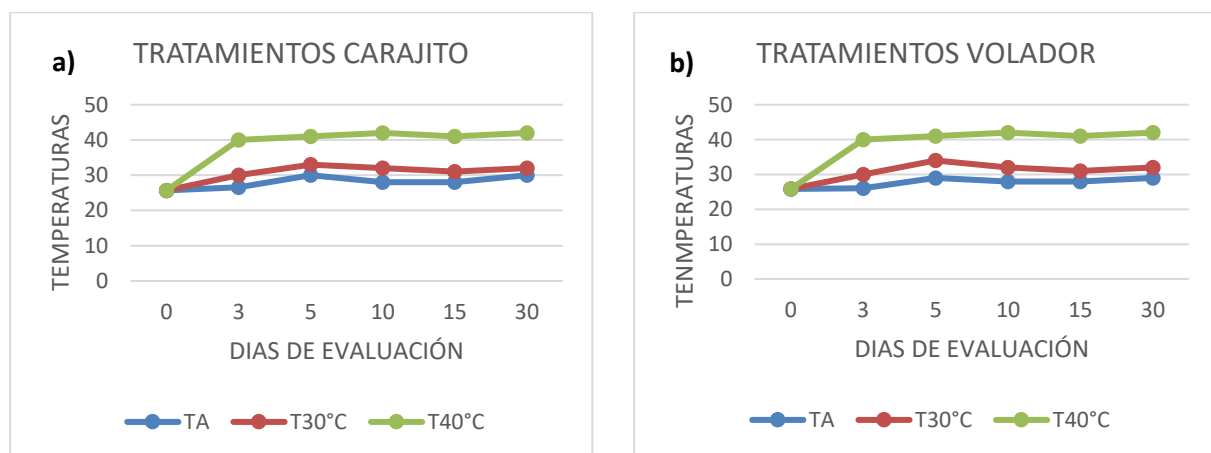 a)
TRATAMIENTOS CARAJITO
TEMPERATURAS
50
40
30
20
10
0
0 3 5 10 15 30
DIAS DE EVALUACIÓN
TA T30°C T40°C
b)
TRATAMIENTOS VOLADOR
TENMPERATURAS
50
40
30
20
10
0
0 3 5 10 15 30
DIAS DE EVALUACIÓN
TA T30°C T40°C